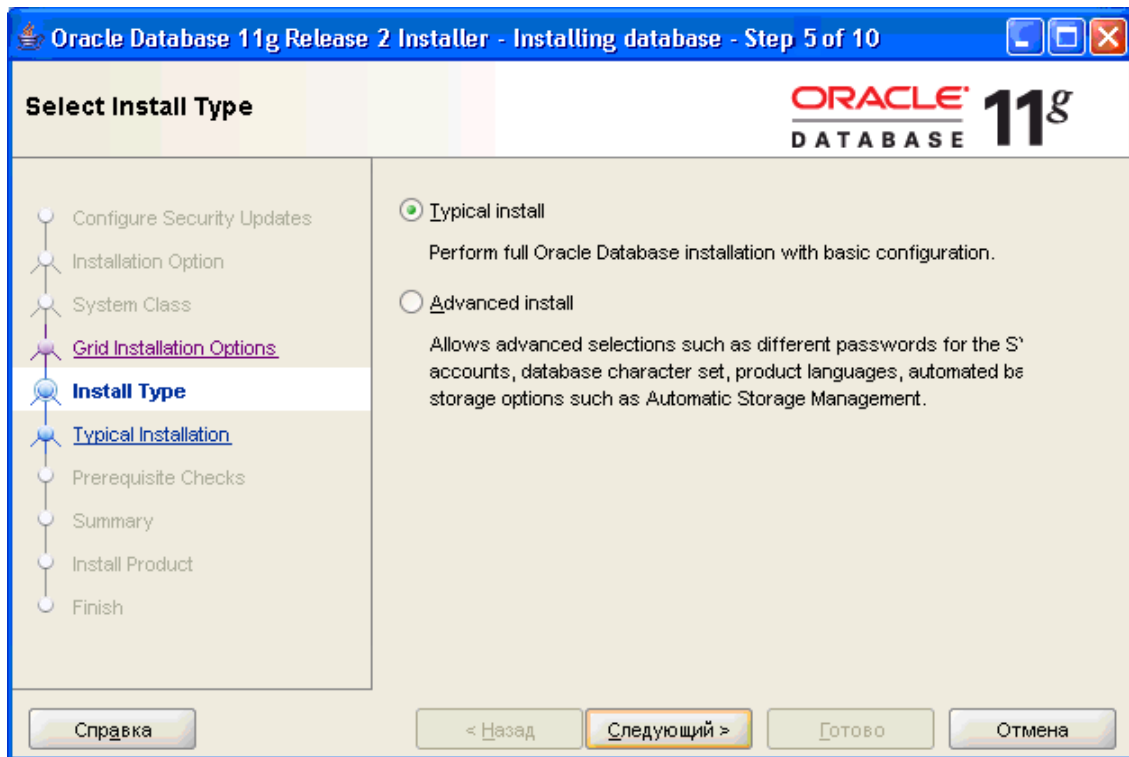 Oracle Database 11g Release 2 Installer - Installing database - Step 5 of 10
Select Install Type
ORACLE
DATABASE
11g
Configure Security Updates
Installation Option
System Class
Grid Installation Options
Install Type
Typical Installation
Prerequisite Checks
Summary
Install Product
Finish
Typical install
Perform full Oracle Database installation with basic configuration.
Advanced install
Allows advanced selections such as different passwords for the
accounts, database character set, product languages, automated
storage options such as Automatic Storage Management.
Справка
< Назад
Следующий >
Готово
Отмена